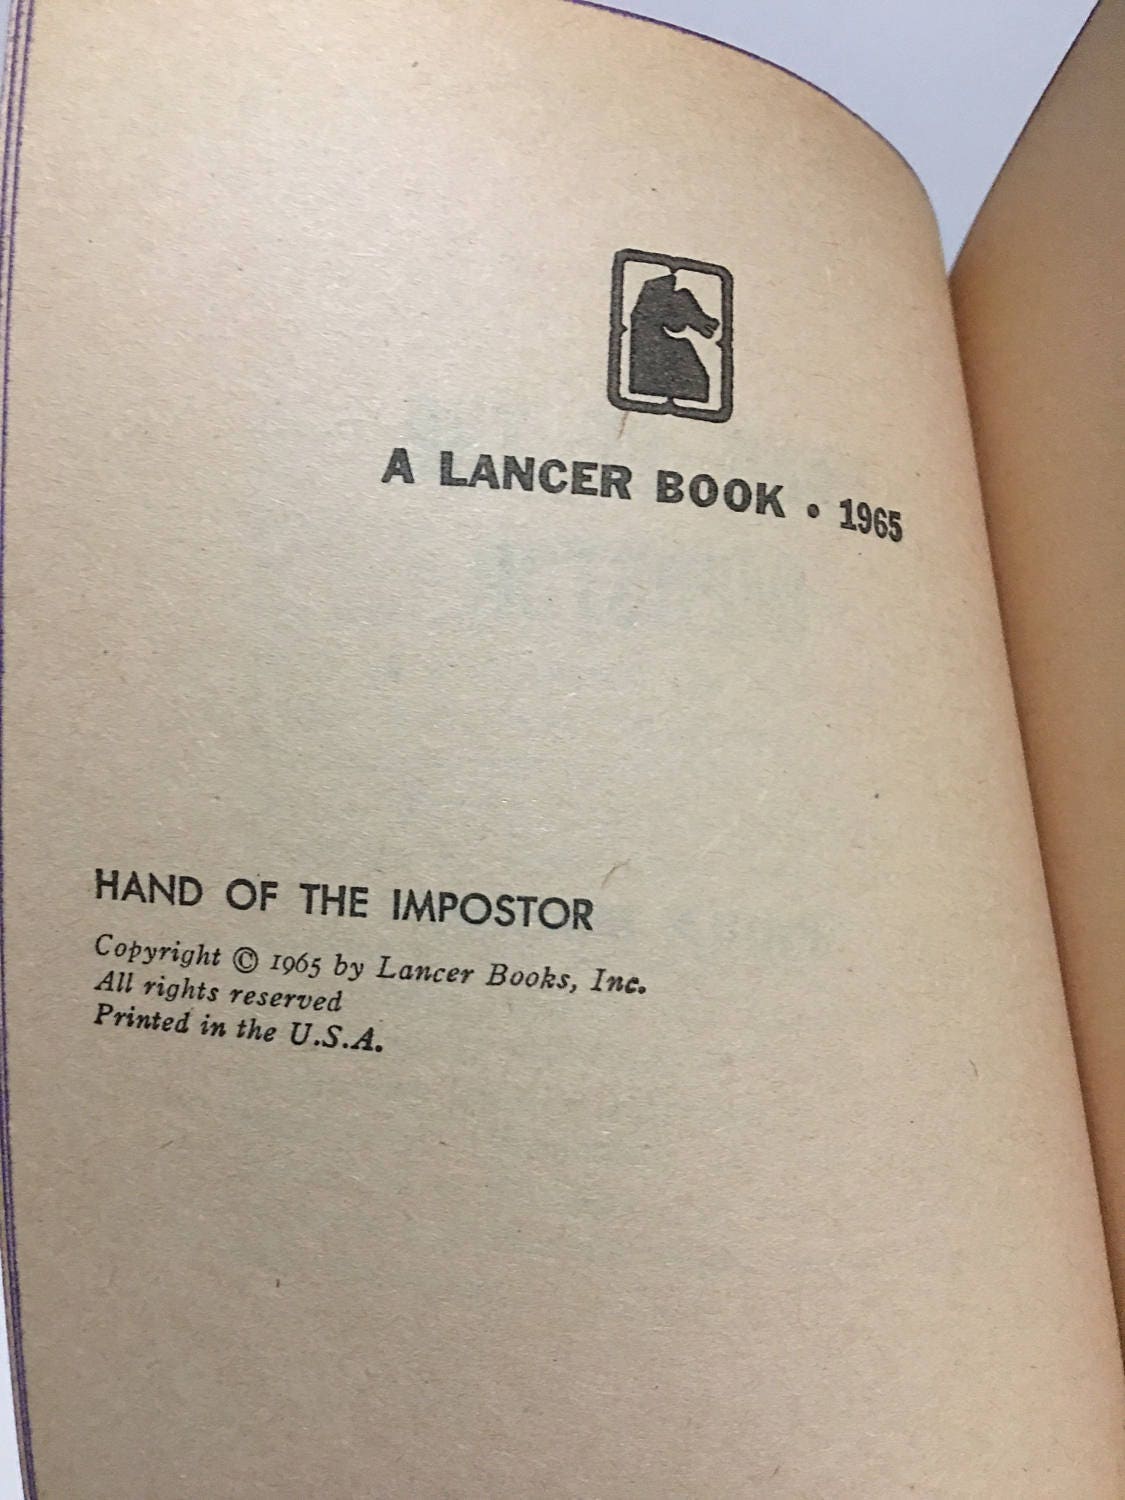 A LANCER BOOK • 1965
HAND OF THE IMPOSTOR
Copyright © 1965 by Lancer Books, Inc.
All rights reserved
Printed in the U.S.A.